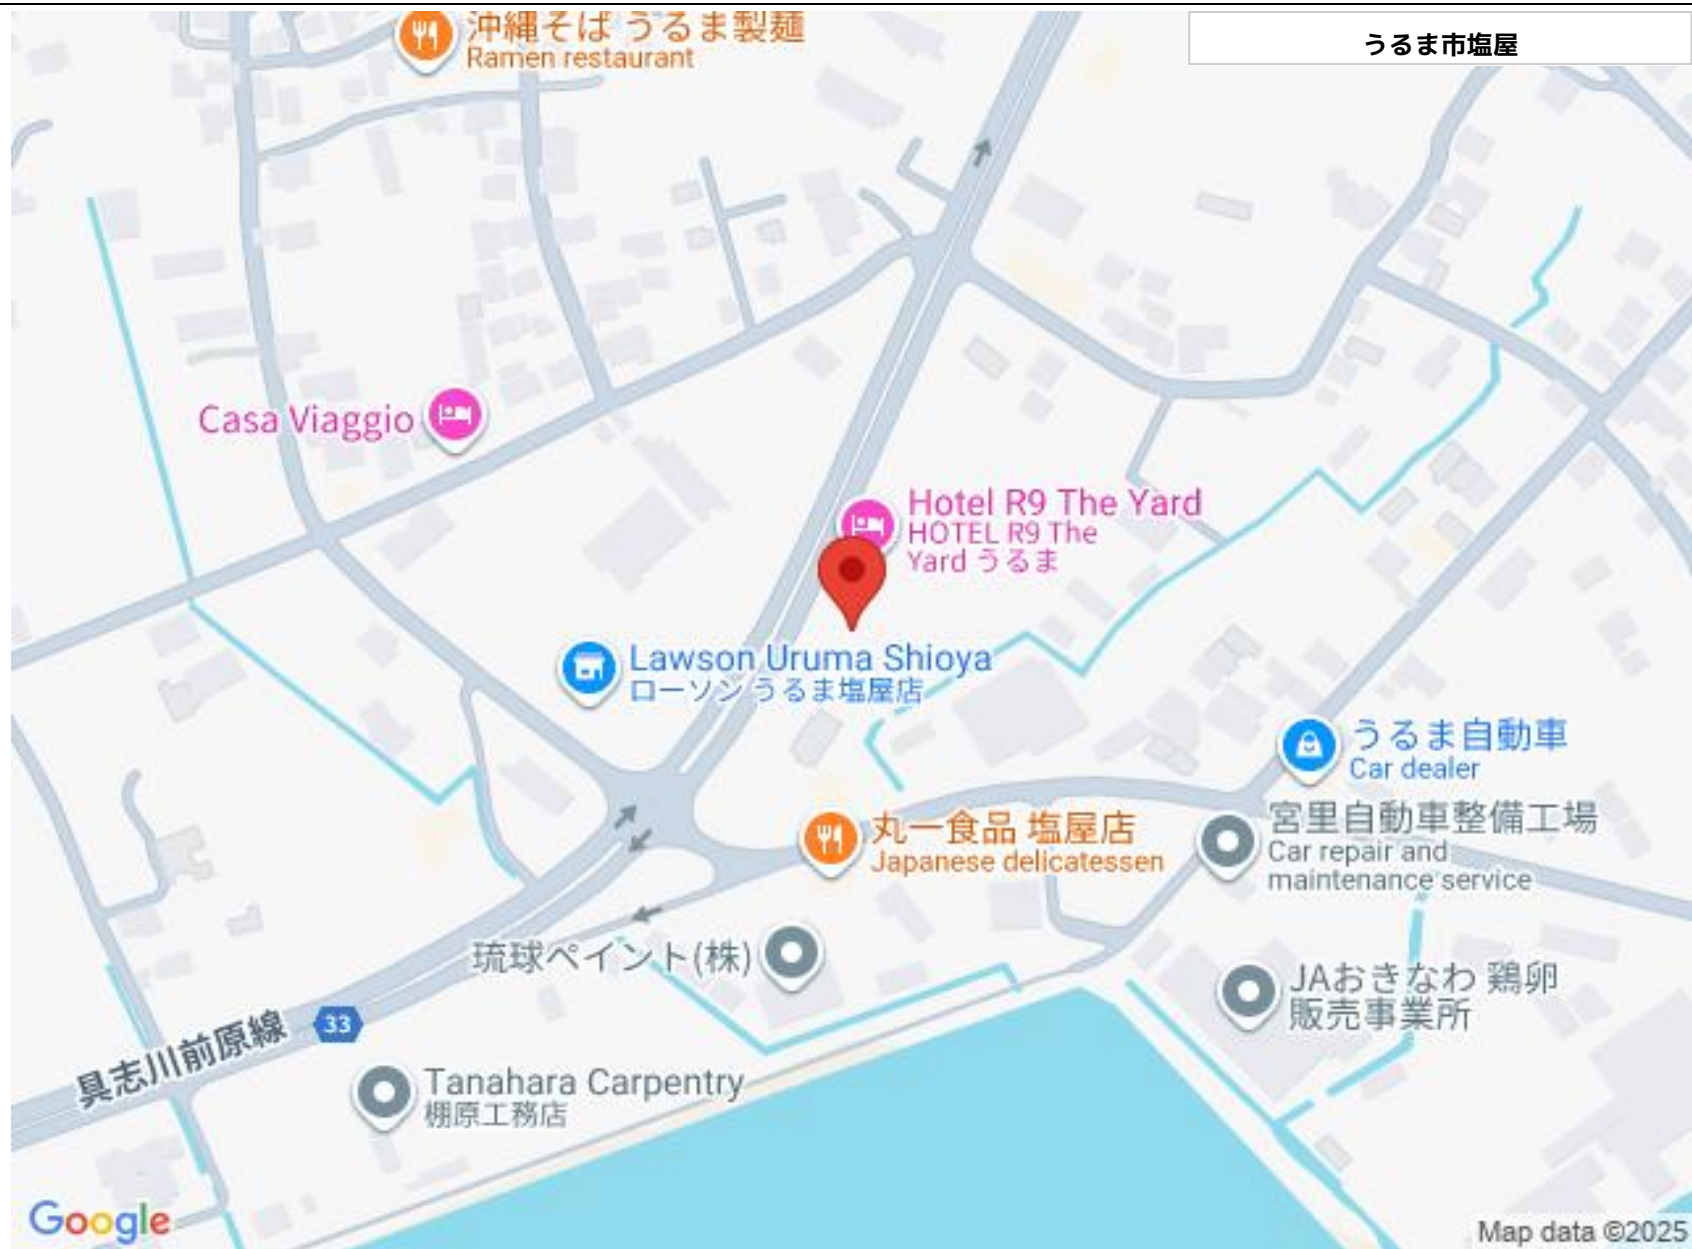 沖縄そば うるま製麺
Ramen restaurant
うるま市塩屋
Casa Viaggio
Hotel R9 The Yard
HOTEL R9 The
Yard うるま
Lawson Uruma Shioya
ローソン うるま塩屋店
うるま自動車
Car dealer
丸一食品 塩屋店
Japanese delicatessen
宮里自動車整備工場
Car repair and
maintenance service
琉球ペイント(株)
JAおきなわ 鶏卵
販売事業所
具志川前原線
33
Tanahara Carpentry
棚原工務店
Google
Map data ©2025